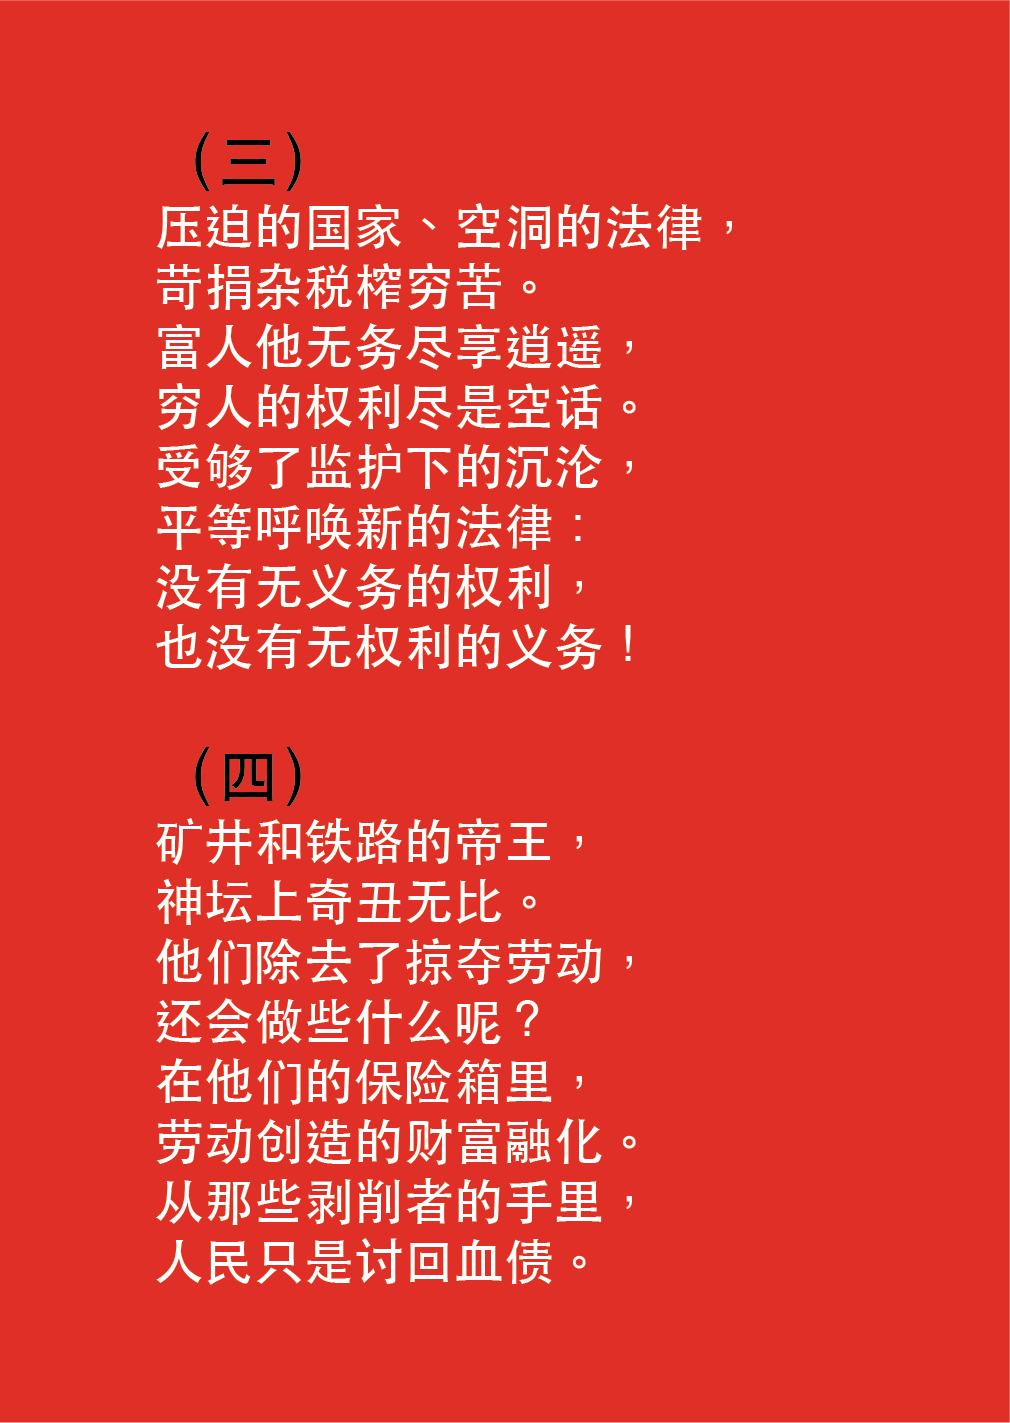 （三）
压迫的国家、空洞的法律，
苛捐杂税榨穷苦。
富人他无务尽享逍遥，
穷人的权利尽是空话。
受够了监护下的沉沦，
平等呼唤新的法律：
没有无义务的权利，
也没有无权利的义务！
（四）
矿井和铁路的帝王，
神坛上奇丑无比。
他们除去了掠夺劳动，
还会做些什么呢？
在他们的保险箱里，
劳动创造的财富融化。
从那些剥削者的手里，
人民只是讨回血债。